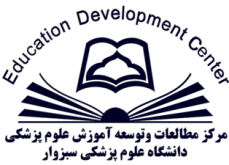 Education Development Center
مرکز مطالعات وتوسعه آموزش علوم پزشکی
دانشگاه علوم پزشکی سبزوار